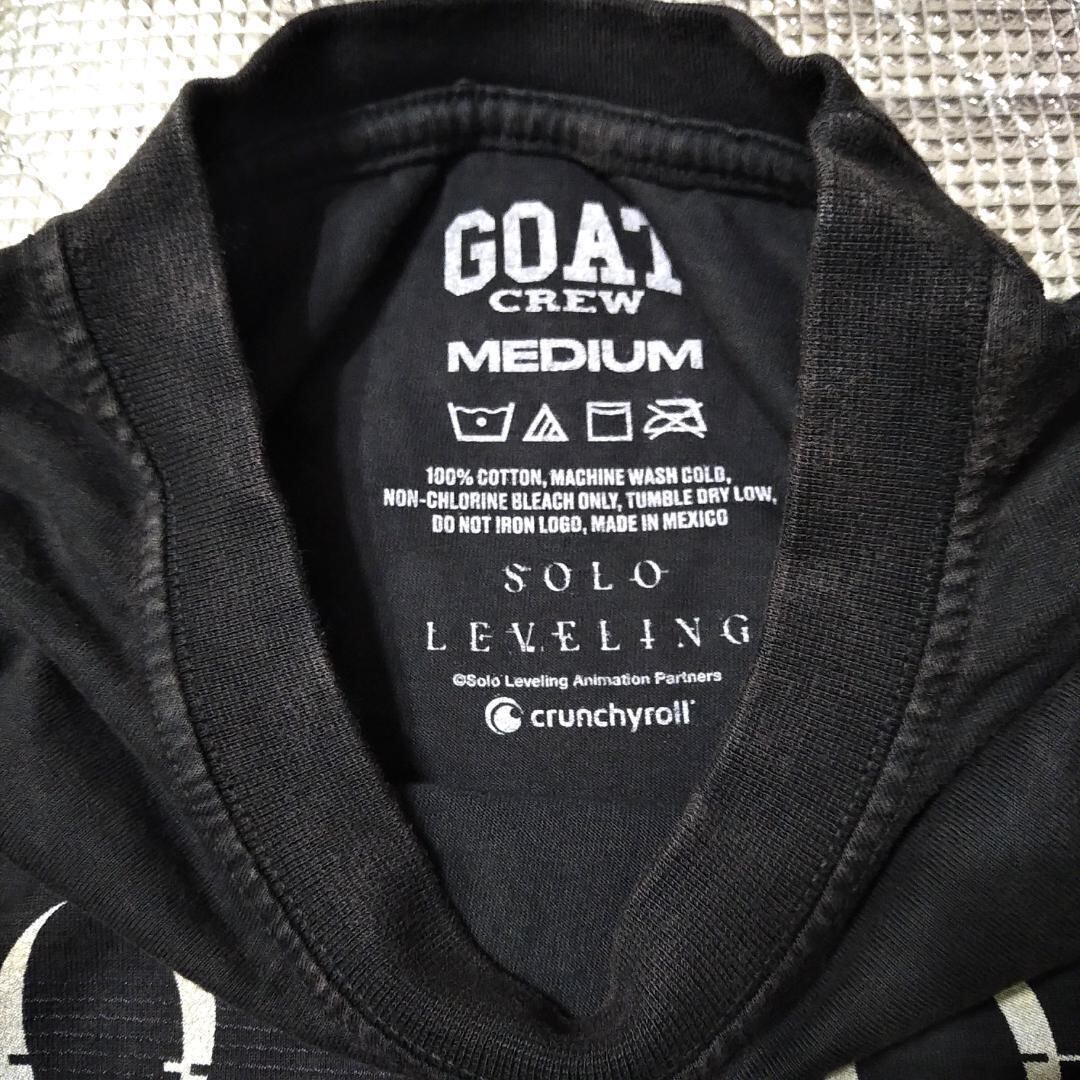 GOAT
CREW
MEDIUM
100% COTTON, MACHINE WASH COLD,
NON-CHLORINE BLEACH ONLY, TUMBLE DRY LOW,
DO NOT IRON LOGO, MADE IN MEXICO
SOLO
LEVELING
©Solo Leveling Animation Partners
crunchyroll